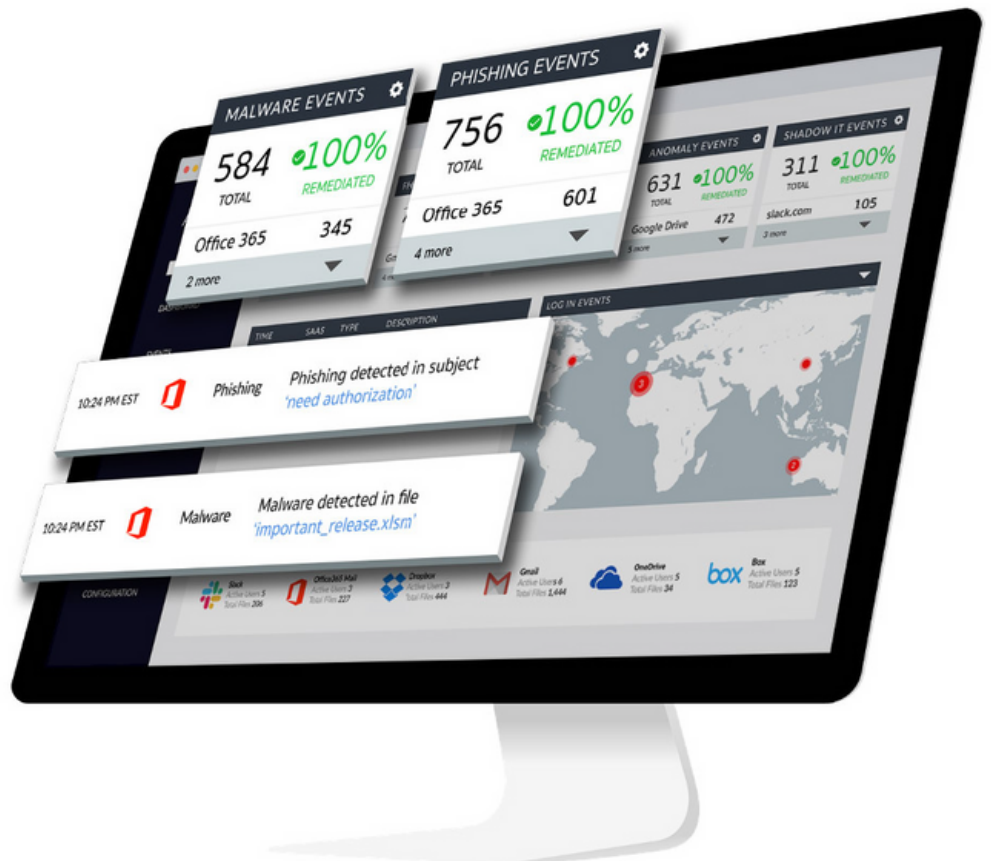 MALWARE EVENTS
584
TOTAL
100%
REMEDIATED
Office 365 345
2 more
PHISHING EVENTS
756
TOTAL
100%
REMEDIATED
Office 365 601
4 more
ANOMALY EVENTS
631
TOTAL
100%
REMEDIATED
Google Drive 472
5 more
SHADOW IT EVENTS
311
TOTAL
100%
REMEDIATED
slack.com 105
3 more
TIME SAAS TYPE DESCRIPTION
LOG IN EVENTS
3
2
10:24 PM EST Phishing Phishing detected in subject
'need authorization'
10:24 PM EST Malware Malware detected in file
'important_release.xlsm'
CONFIGURATION
Slack
Active Users 5
Total Files 206
Office365 Mail
Active Users 3
Total Files 227
Dropbox
Active Users 3
Total Files 444
Gmail
Active Users 6
Total Files 1,444
OneDrive
Active Users 5
Total Files 34
box
Box
Active Users 5
Total Files 123